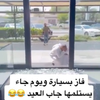 فاز بسيارة ويوم جاء
يستلمها جاب العيد 😂😂